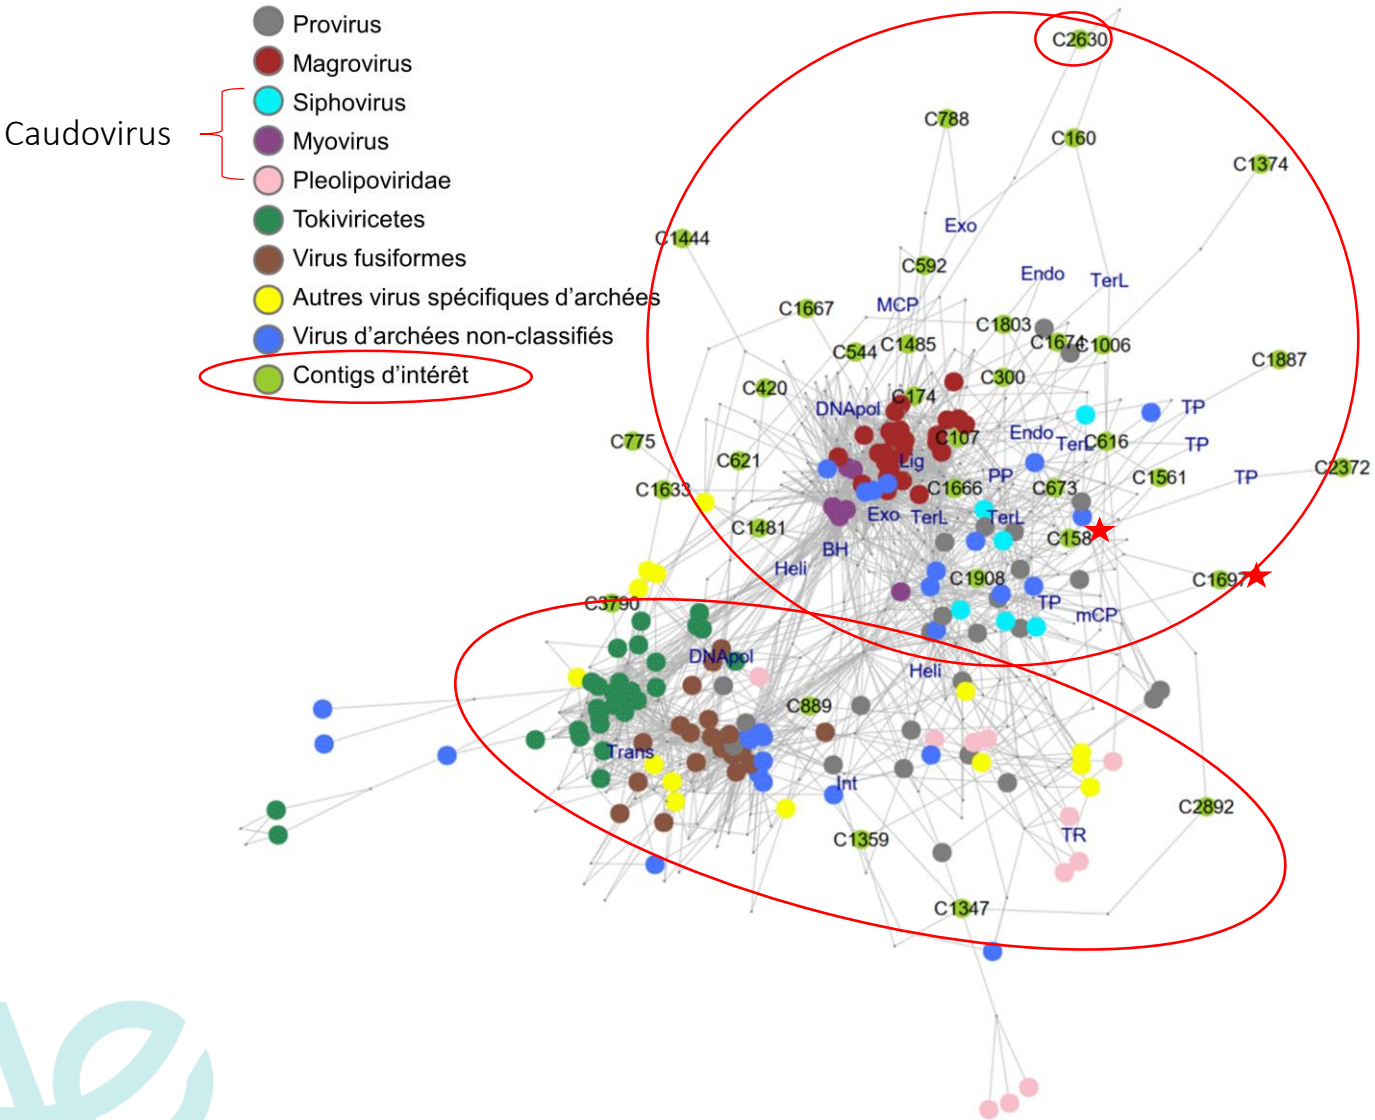 Caudovirus
Provirus
Magrovirus
Siphovirus
Myovirus
Pleolipoviridae
Tokiviricetes
Virus fusiformes
Autres virus spécifiques d'archées
Virus d'archées non-classifiés
Contigs d'intérêt
C2630
C788
C160
C1374
Exo
C1444
C592
Endo
TerL
MCP
C1667
C1803
C544
C1485
C1674
C1006
C1887
C300
C420
C174
DNApol
TP
C775
C107
Endo
TerL
C616
TP
C621
Lig
C2372
PP
C1561
TP
C1633
C1666
C673
Exo
TerL
TerL
C1481
C158
BH
Heli
C1908
C1697
C3790
TP
mCP
DNApol
Heli
C889
Trans
Int
C2892
C1359
TR
C1347